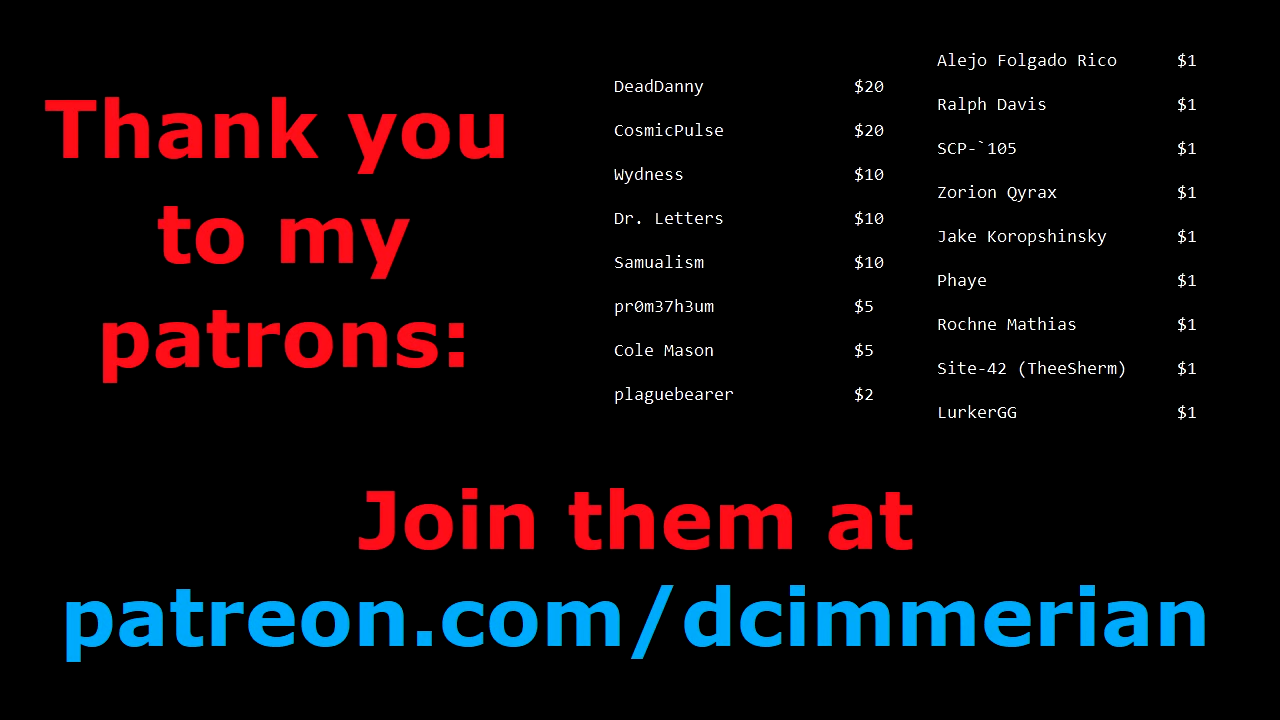 Thank you
to my
patrons:
DeadDanny $20
CosmicPulse $20
Wydness $10
Dr. Letters $10
Samualism $10
pr0m37h3um $5
Cole Mason $5
plaguebearer $2
Alejo Folgado Rico $1
Ralph Davis $1
SCP-`105 $1
Zorion Qyrax $1
Jake Koropshinsky $1
Phaye $1
Rochne Mathias $1
Site-42 (TheeSherm) $1
LurkerGG $1
Join them at
patreon.com/dcimmerian